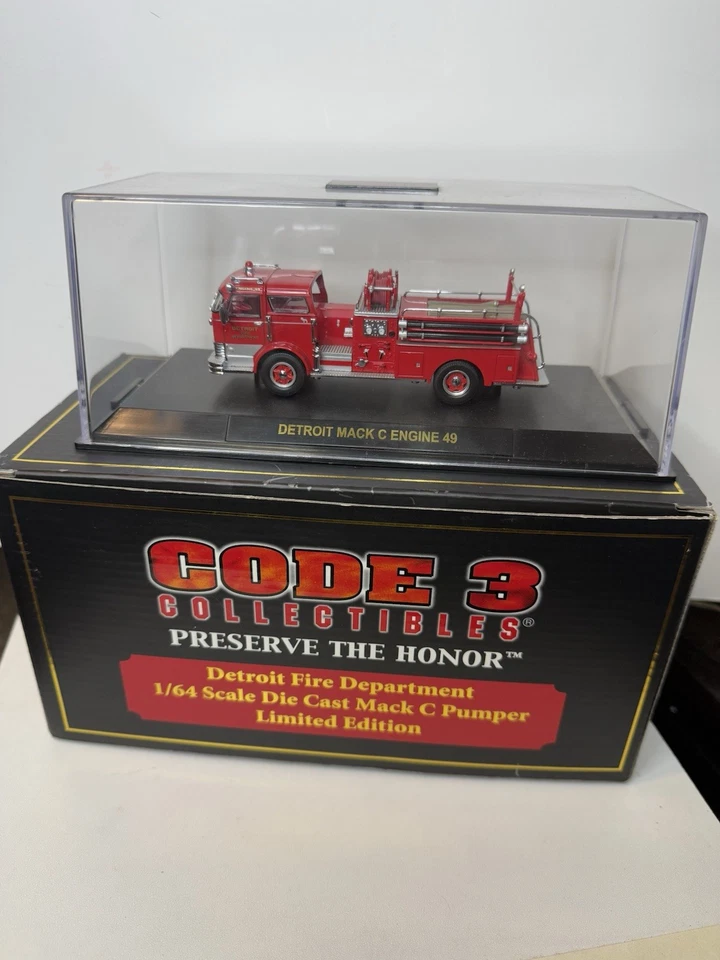 DETROIT MACK C ENGINE 49
CODE 3
COLLECTIBLES®
PRESERVE THE HONOR™
Detroit Fire Department
1/64 Scale Die Cast Mack C Pumper
Limited Edition